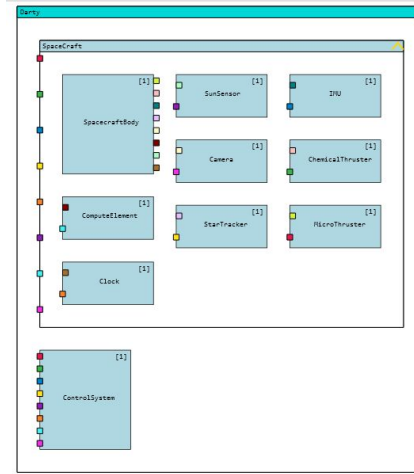 Darty
SpaceCraft
[1]
SpacecraftBody
[1]
SunSensor
[1]
IMU
[1]
Camera
[1]
ChemicalThruster
[1]
ComputeElement
[1]
StarTracker
[1]
MicroThruster
[1]
Clock
[1]
ControlSystem